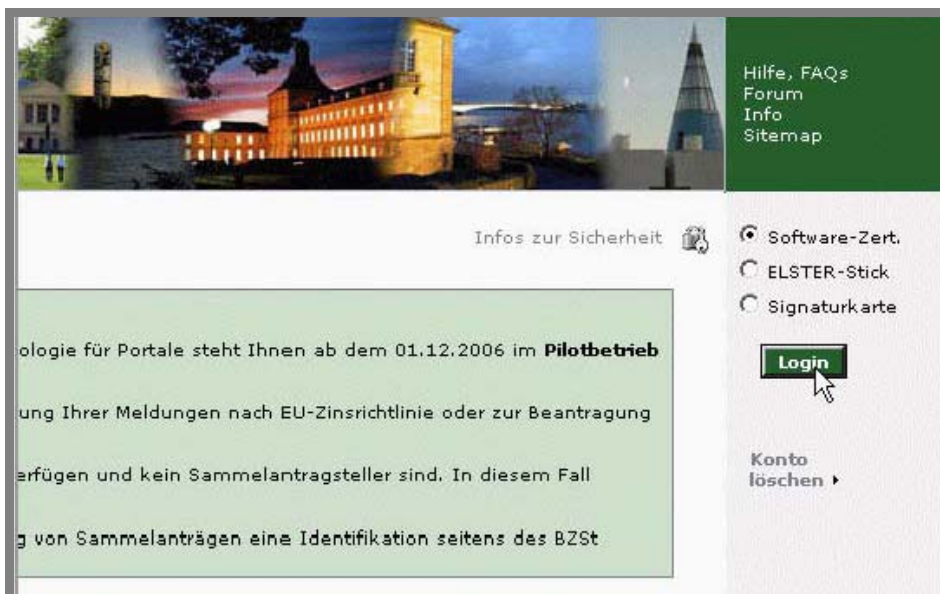 Hilfe, FAQs
Forum
Info
Sitemap
Infos zur Sicherheit
Software-Zert.
ELSTER-Stick
Signaturkarte
Login
Konto
löschen
ologie für Portale steht Ihnen ab dem 01.12.2006 im Pilotbetrieb
ung Ihrer Meldungen nach EU-Zinsrichtlinie oder zur Beantragung
erfügen und kein Sammelantragsteller sind. In diesem Fall
g von Sammelanträgen eine Identifikation seitens des BZSt